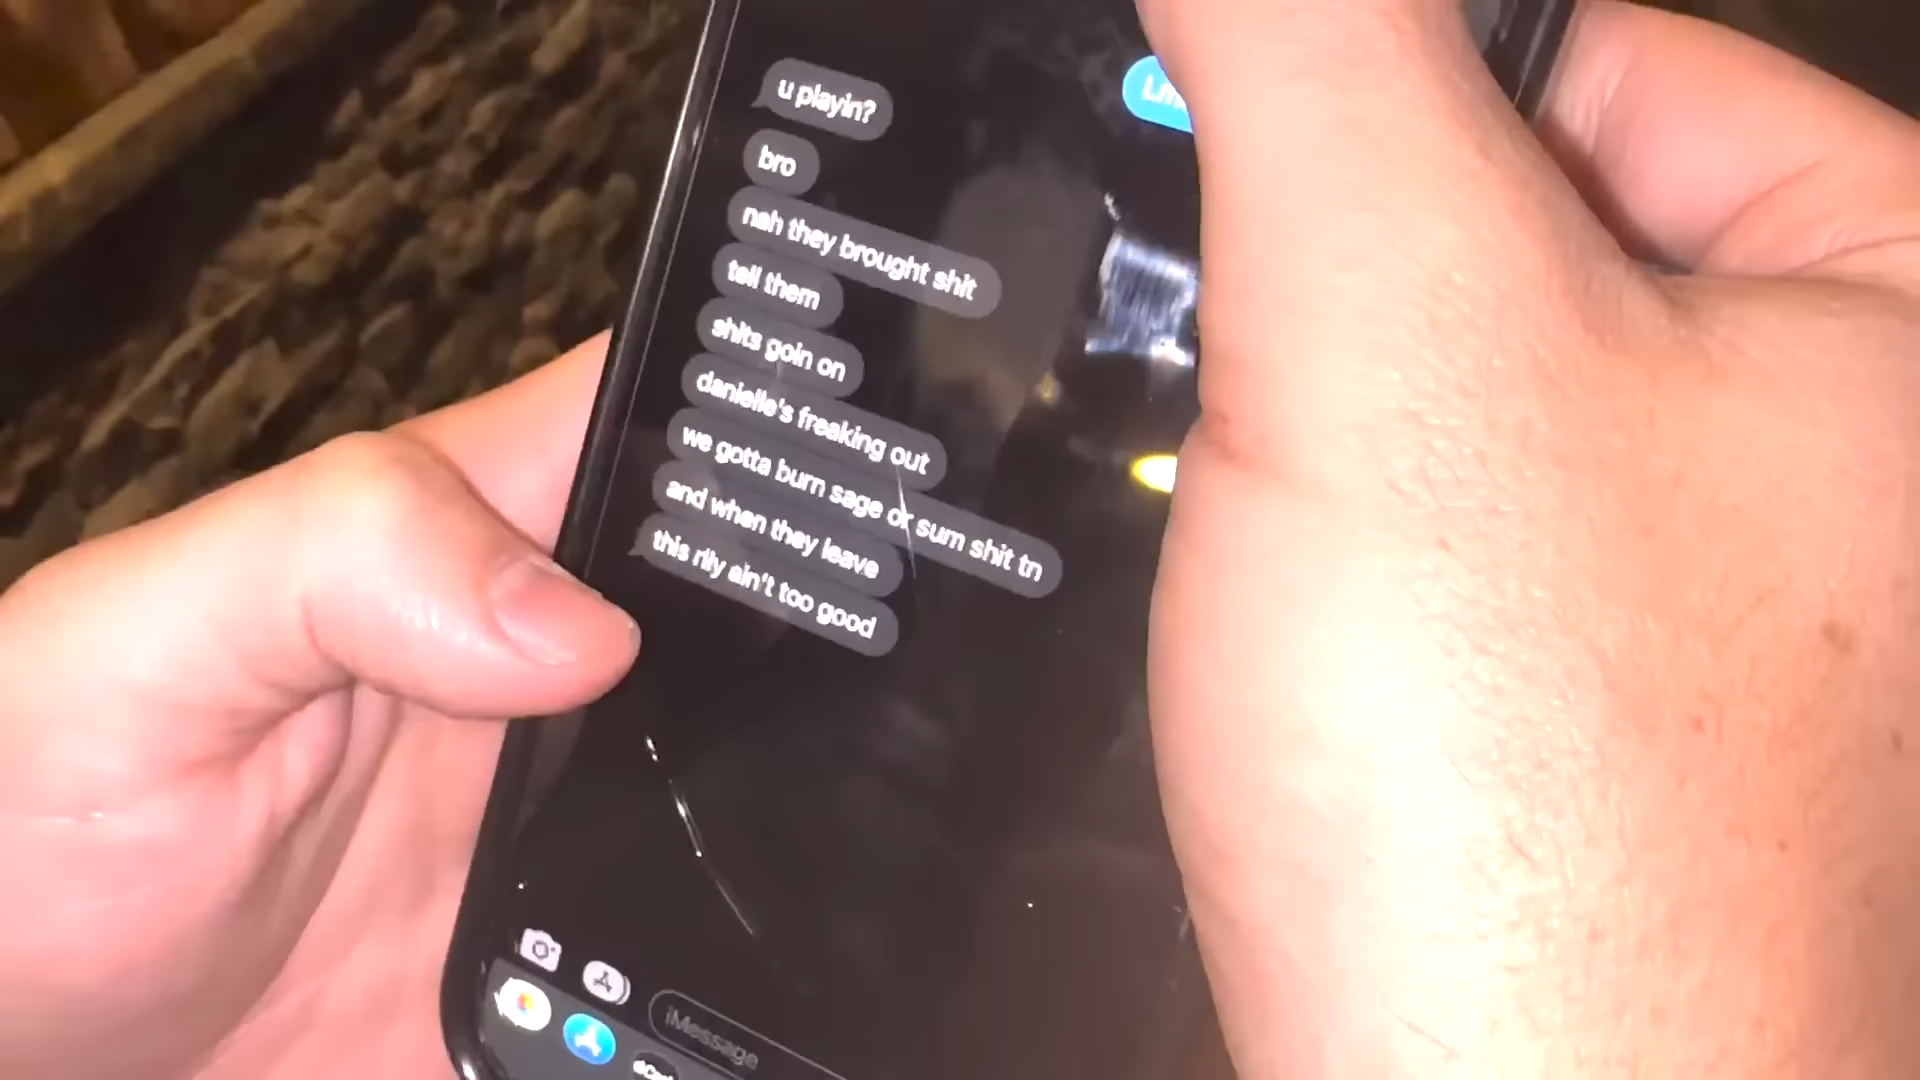 u playin?
bro
nah they brought shit
tell them
shits goin on
danielle's freaking out
we gotta burn sage or sum shit tn
and when they leave
this rlly ain't too good
iMessage